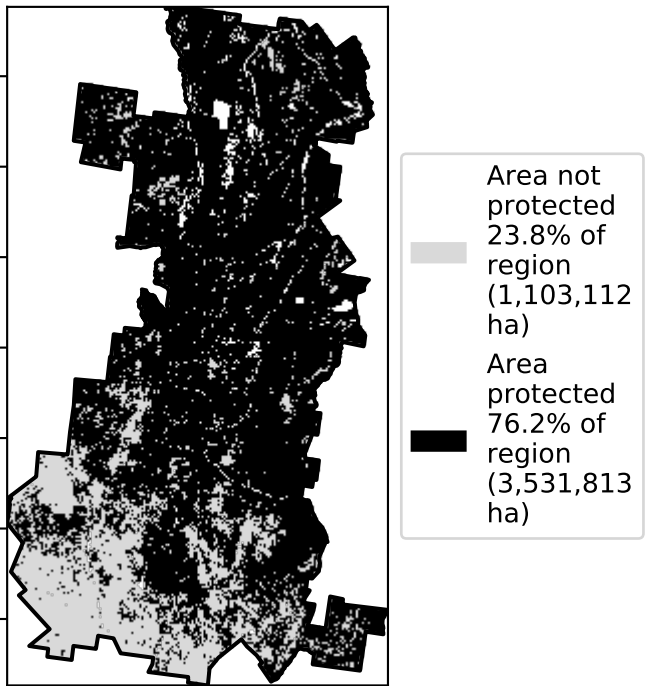 Area not
protected
23.8% of
region
(1,103,112
ha)
Area
protected
76.2% of
region
(3,531,813
ha)